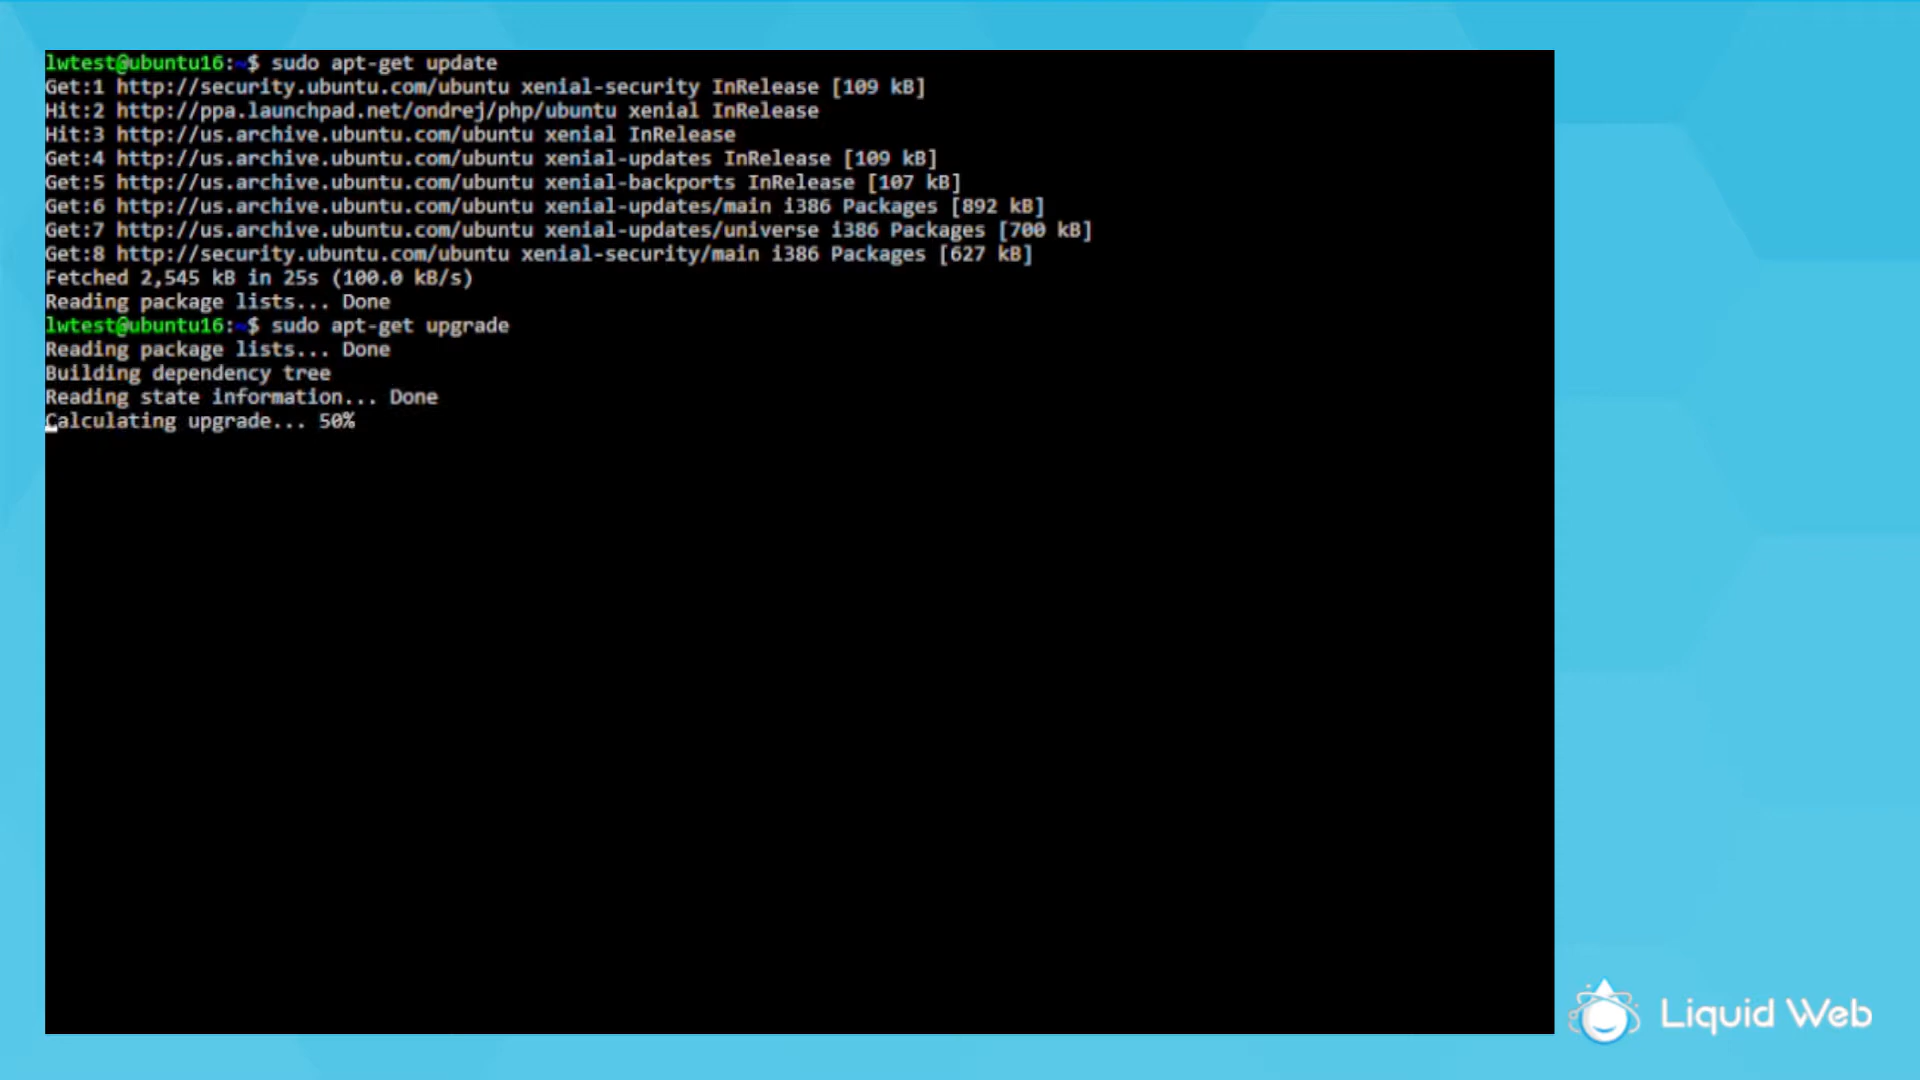 lwtest@ubuntu16:~$ sudo apt-get update
Get:1 http://security.ubuntu.com/ubuntu xenial-security InRelease [109 kB]
Hit:2 http://ppa.launchpad.net/ondrej/php/ubuntu xenial InRelease
Hit:3 http://us.archive.ubuntu.com/ubuntu xenial InRelease
Get:4 http://us.archive.ubuntu.com/ubuntu xenial-updates InRelease [109 kB]
Get:5 http://us.archive.ubuntu.com/ubuntu xenial-backports InRelease [107 kB]
Get:6 http://us.archive.ubuntu.com/ubuntu xenial-updates/main i386 Packages [892 kB]
Get:7 http://us.archive.ubuntu.com/ubuntu xenial-updates/universe i386 Packages [700 kB]
Get:8 http://security.ubuntu.com/ubuntu xenial-security/main i386 Packages [627 kB]
Fetched 2,545 kB in 25s (100.0 kB/s)
Reading package lists... Done
lwtest@ubuntu16:~$ sudo apt-get upgrade
Reading package lists... Done
Building dependency tree
Reading state information... Done
Calculating upgrade... 50%
Liquid Web